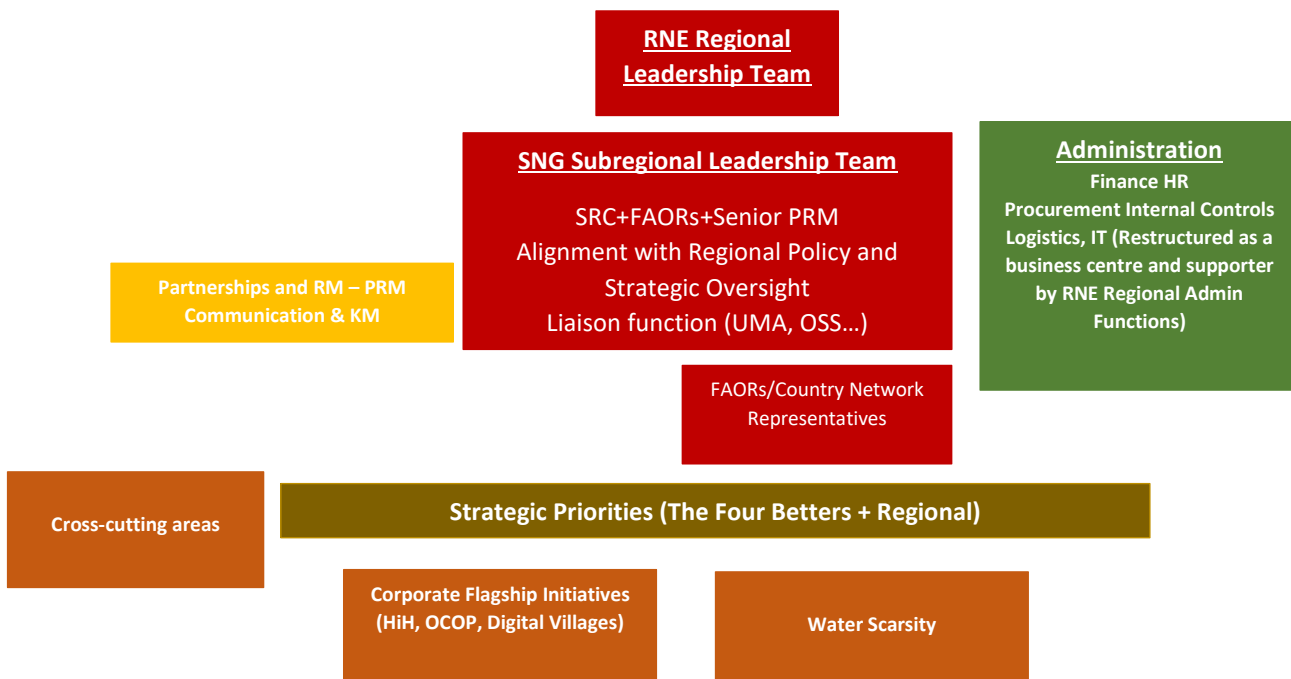 RNE Regional
Leadership Team
SNG Subregional Leadership Team
SRC+FAORs+Senior PRM
Alignment with Regional Policy and
Strategic Oversight
Liaison function (UMA, OSS…)
Administration
Finance HR
Procurement Internal Controls
Logistics, IT (Restructured as a
business centre and supporter
by RNE Regional Admin
Functions)
Partnerships and RM – PRM
Communication & KM
FAORs/Country Network
Representatives
Cross-cutting areas
Strategic Priorities (The Four Betters + Regional)
Corporate Flagship Initiatives
(HiH, OCOP, Digital Villages)
Water Scarsity